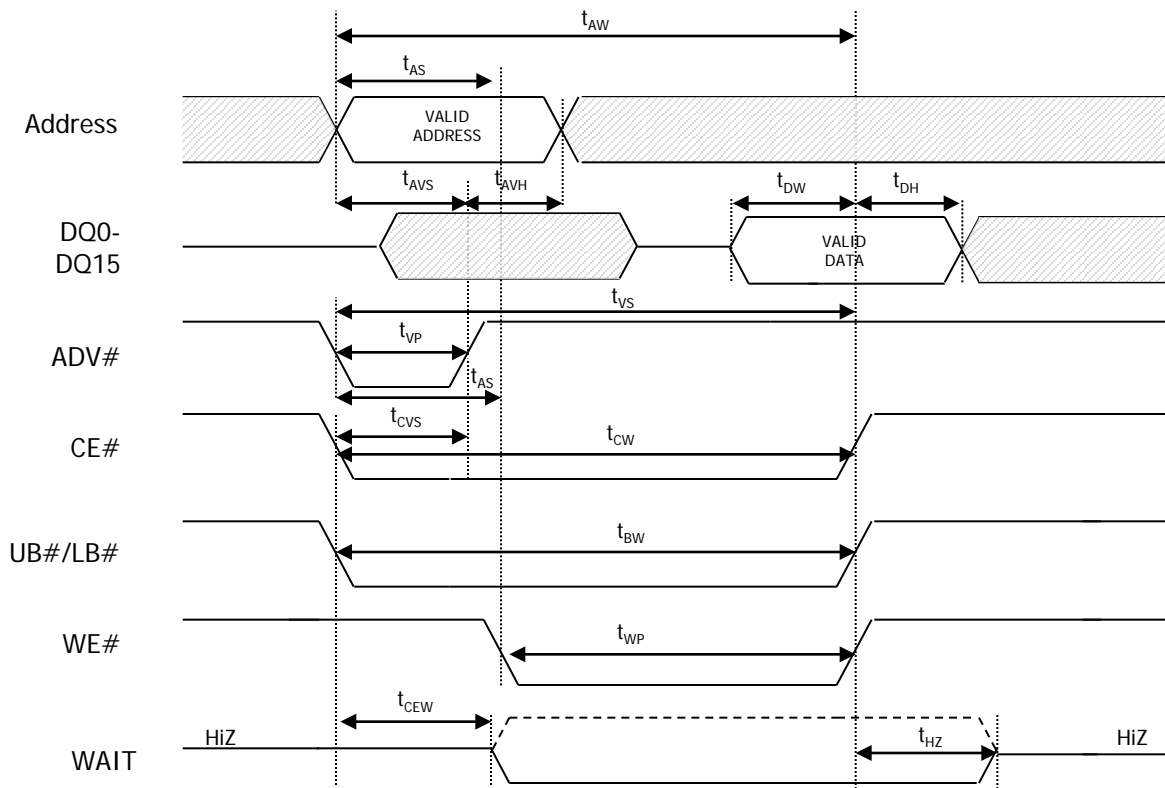 tAW
tAS
Address
VALID
ADDRESS
tAVS
tAVH
tDW
tDH
DQ0-
DQ15
VALID
DATA
tVS
ADV#
tVP
tAS
tCVS
CE#
tCW
UB#/LB#
tBW
WE#
tWP
tCEW
WAIT
HiZ
tHZ
HiZ